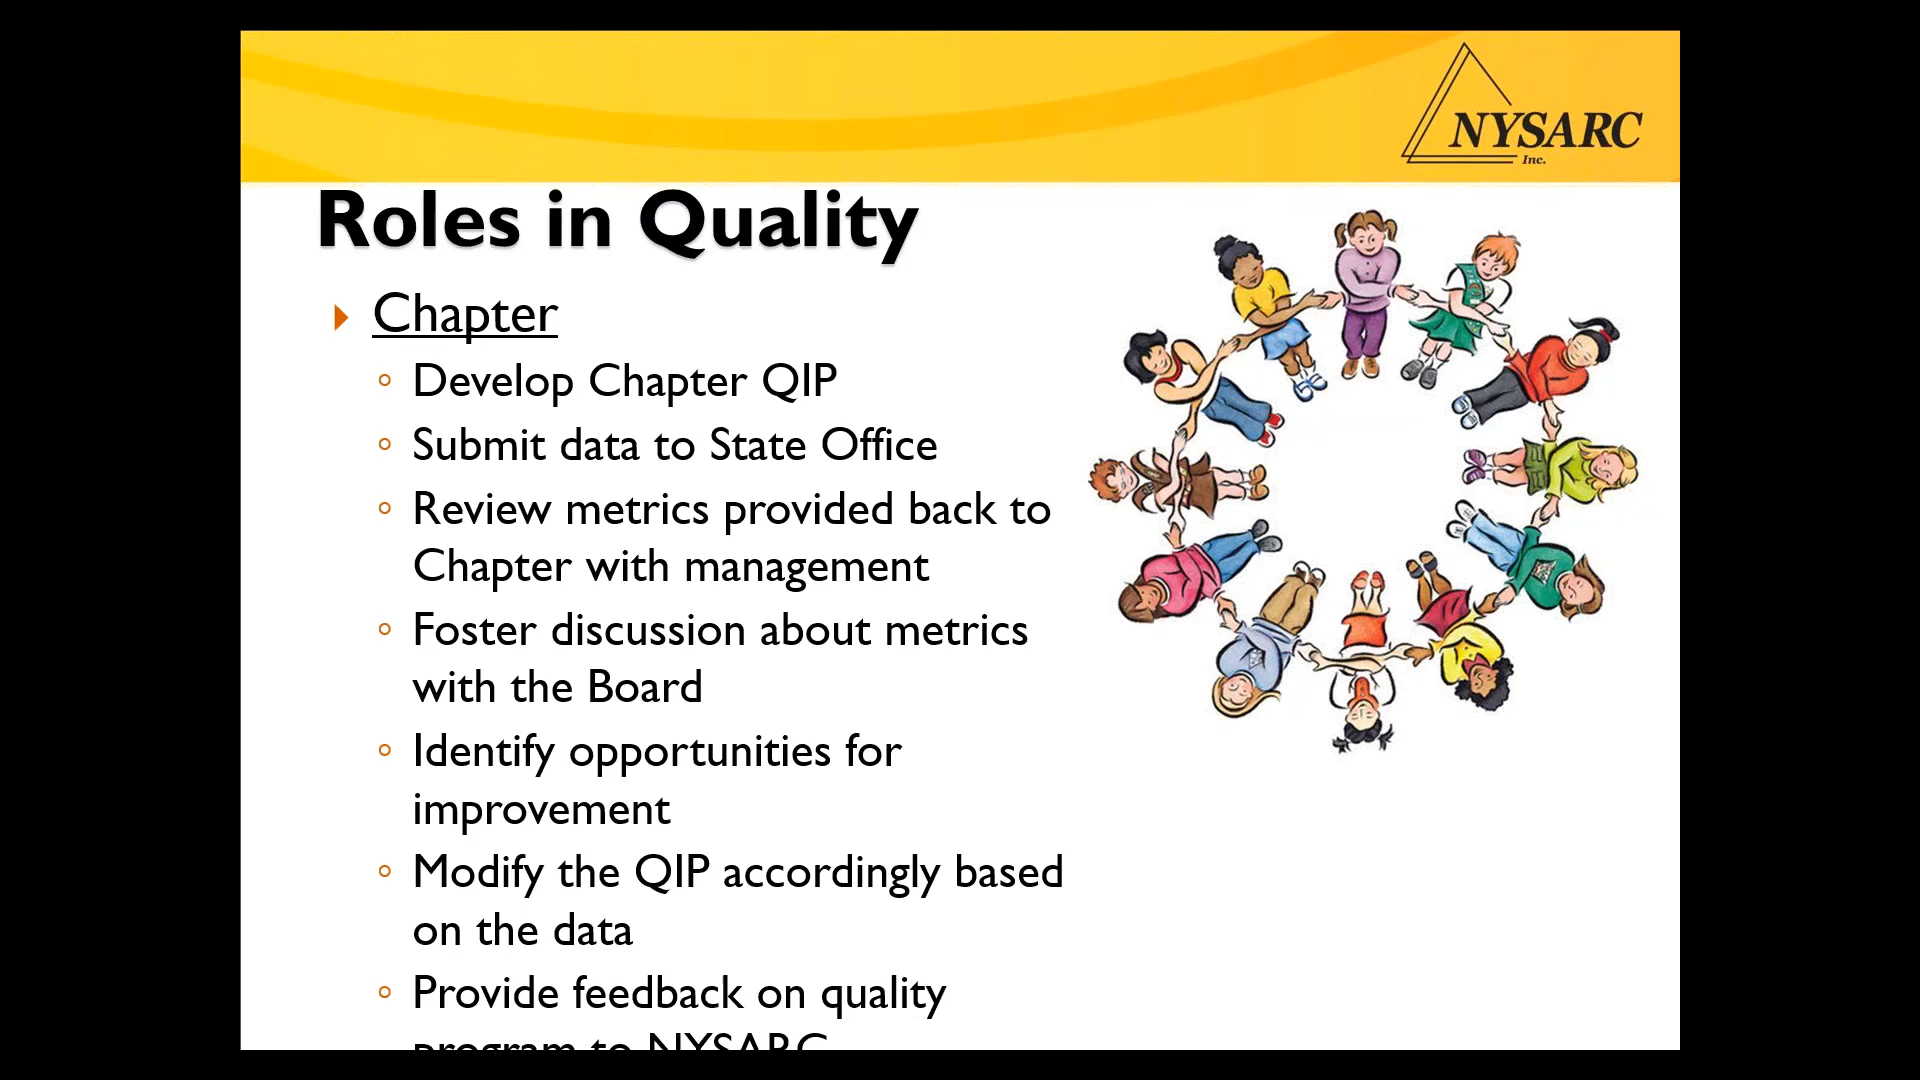 NYSARC
Inc.
Roles in Quality
Chapter
Develop Chapter QIP
Submit data to State Office
Review metrics provided back to
Chapter with management
Foster discussion about metrics
with the Board
Identify opportunities for
improvement
Modify the QIP accordingly based
on the data
Provide feedback on quality
program to NYSARC